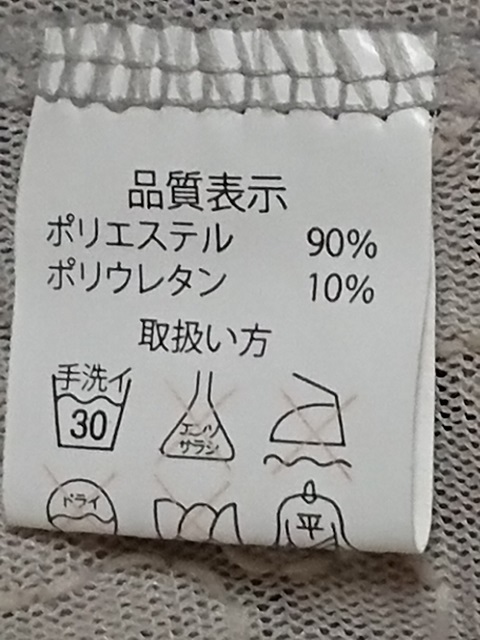 品質表示
ポリエステル 90%
ポリウレタン 10%
取扱い方
手洗イ
30
エンソ
サラシ
ドライ
平